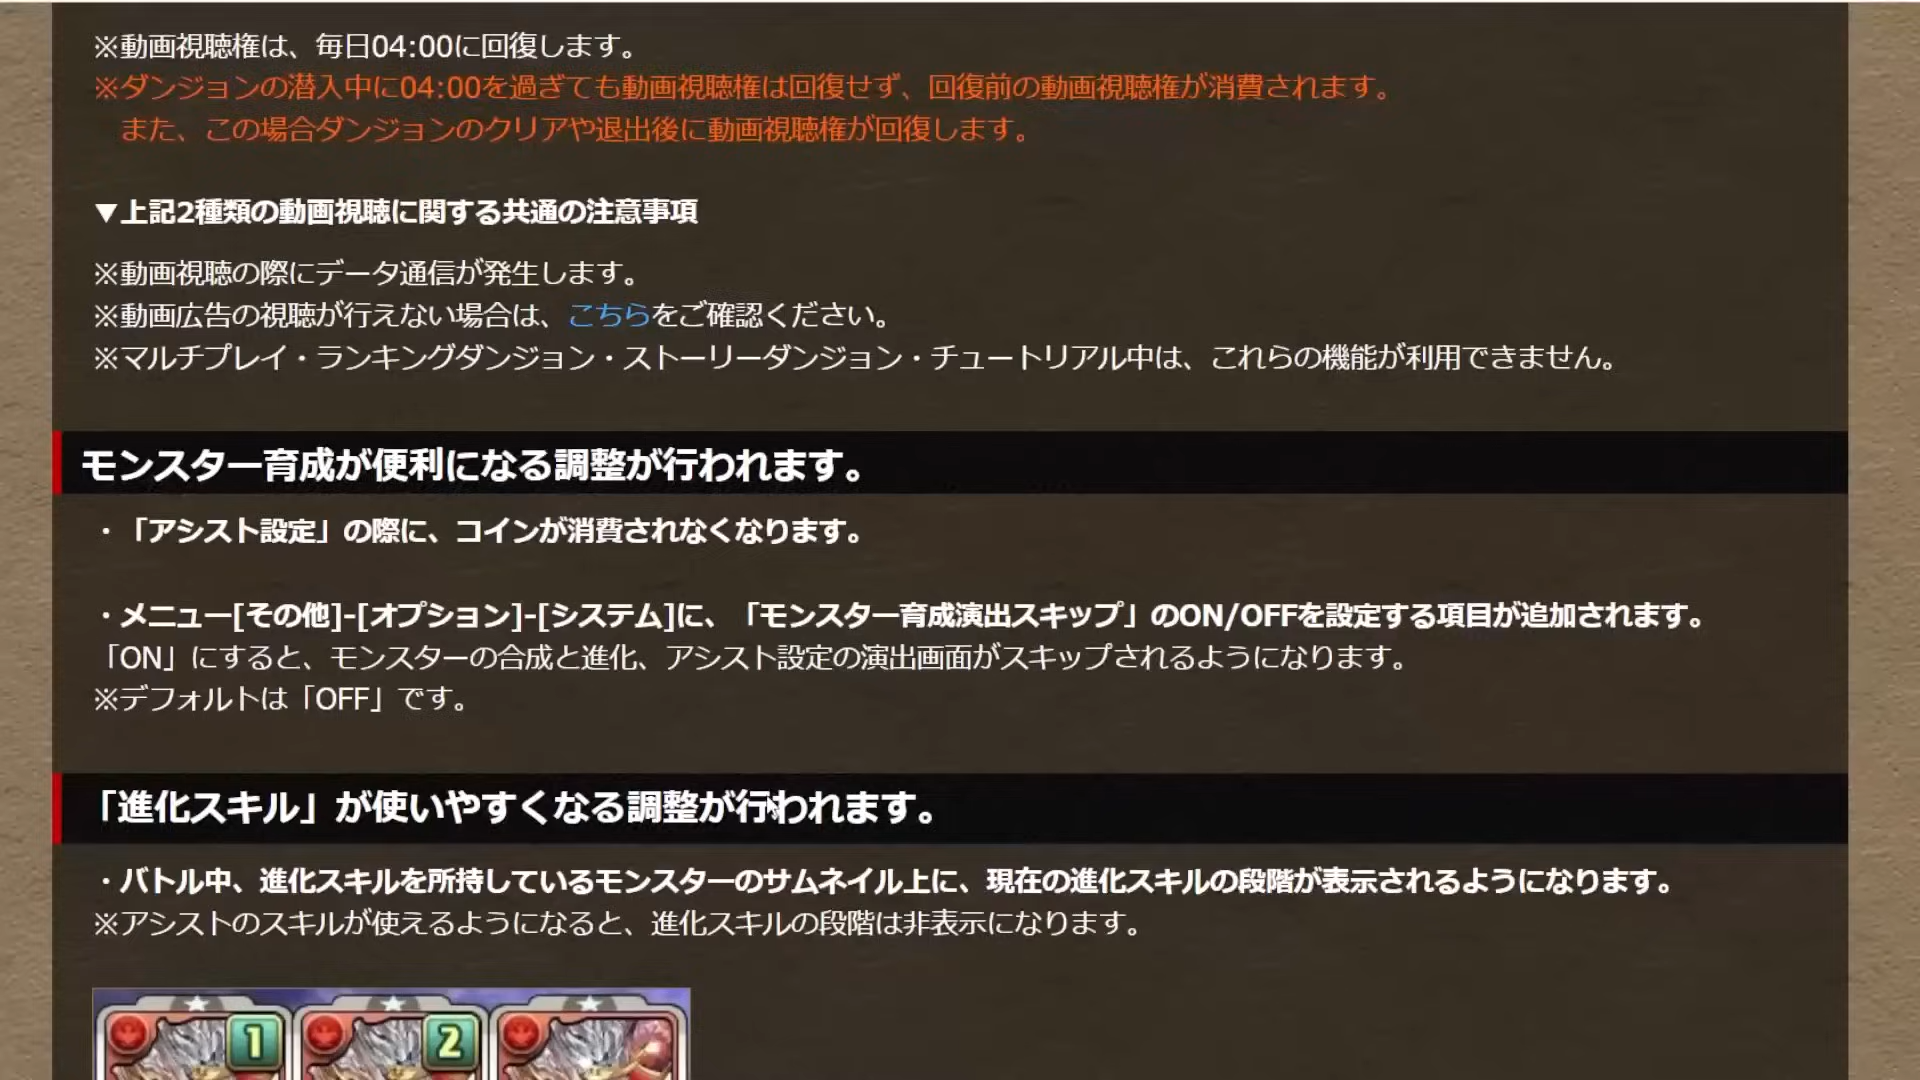 ※動画視聴権は、毎日04:00に回復します。
※ダンジョンの潜入中に04:00を過ぎても動画視聴権は回復せず、回復前の動画視聴権が消費されます。
また、この場合ダンジョンのクリアや退出後に動画視聴権が回復します。
▼上記2種類の動画視聴に関する共通の注意事項
※動画視聴の際にデータ通信が発生します。
※動画広告の視聴が行えない場合は、こちらをご確認ください。
※マルチプレイ・ランキングダンジョン・ストーリーダンジョン・チュートリアル中は、これらの機能が利用できません。
モンスター育成が便利になる調整が行われます。
・「アシスト設定」の際に、コインが消費されなくなります。
・メニュー[その他]-[オプション]-[システム]に、「モンスター育成演出スキップ」のON/OFFを設定する項目が追加されます。
「ON」にすると、モンスターの合成と進化、アシスト設定の演出画面がスキップされるようになります。
※デフォルトは「OFF」です。
「進化スキル」が使いやすくなる調整が行われます。
・バトル中、進化スキルを所持しているモンスターのサムネイル上に、現在の進化スキルの段階が表示されるようになります。
※アシストのスキルが使えるようになると、進化スキルの段階は非表示になります。
1 2